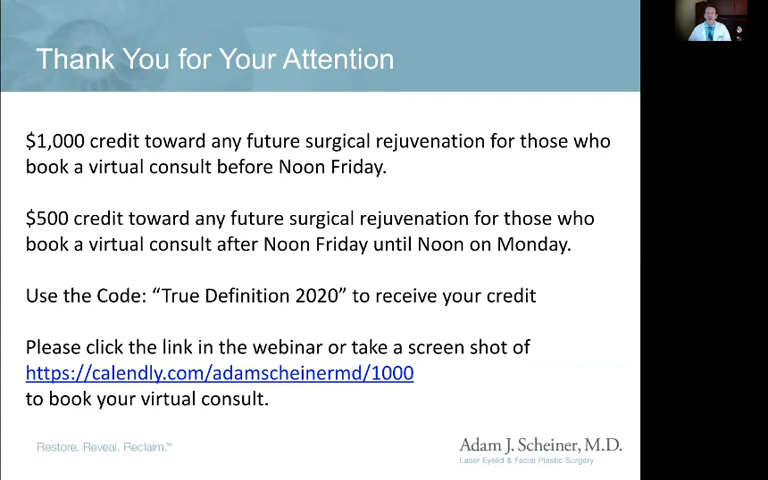 Thank You for Your Attention
$1,000 credit toward any future surgical rejuvenation for those who
book a virtual consult before Noon Friday.
$500 credit toward any future surgical rejuvenation for those who
book a virtual consult after Noon Friday until Noon on Monday.
Use the Code: “True Definition 2020” to receive your credit
Please click the link in the webinar or take a screen shot of
https://calendly.com/adamscheinermd/1000
to book your virtual consult.
Restore. Reveal. Reclaim.™
Adam J. Scheiner, M.D.
Laser Eyelid & Facial Plastic Surgery